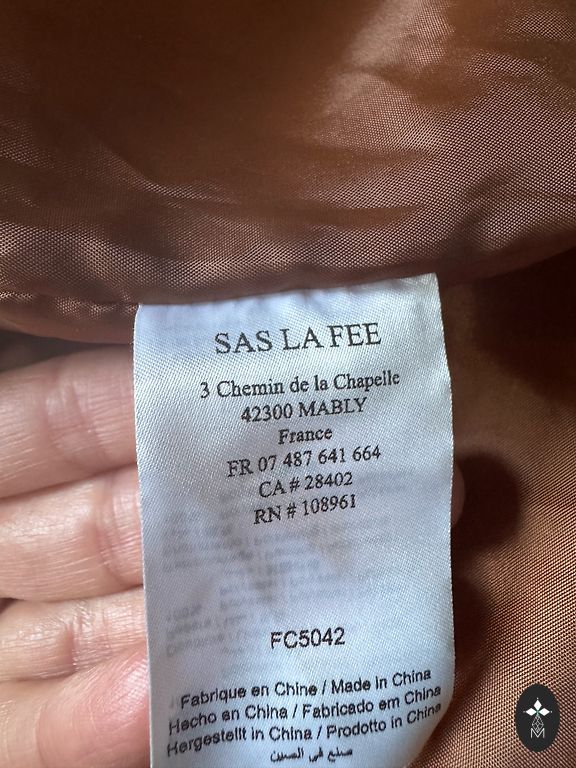 SAS LA FEE
3 Chemin de la Chapelle
42300 MABLY
France
FR 07 487 641 664
CA # 28402
RN # 108961
FC5042
Fabrique en Chine / Made in China
Hecho en China / Fabricado em China
Hergestellt in China / Prodotto in China
صنع في الصين
M